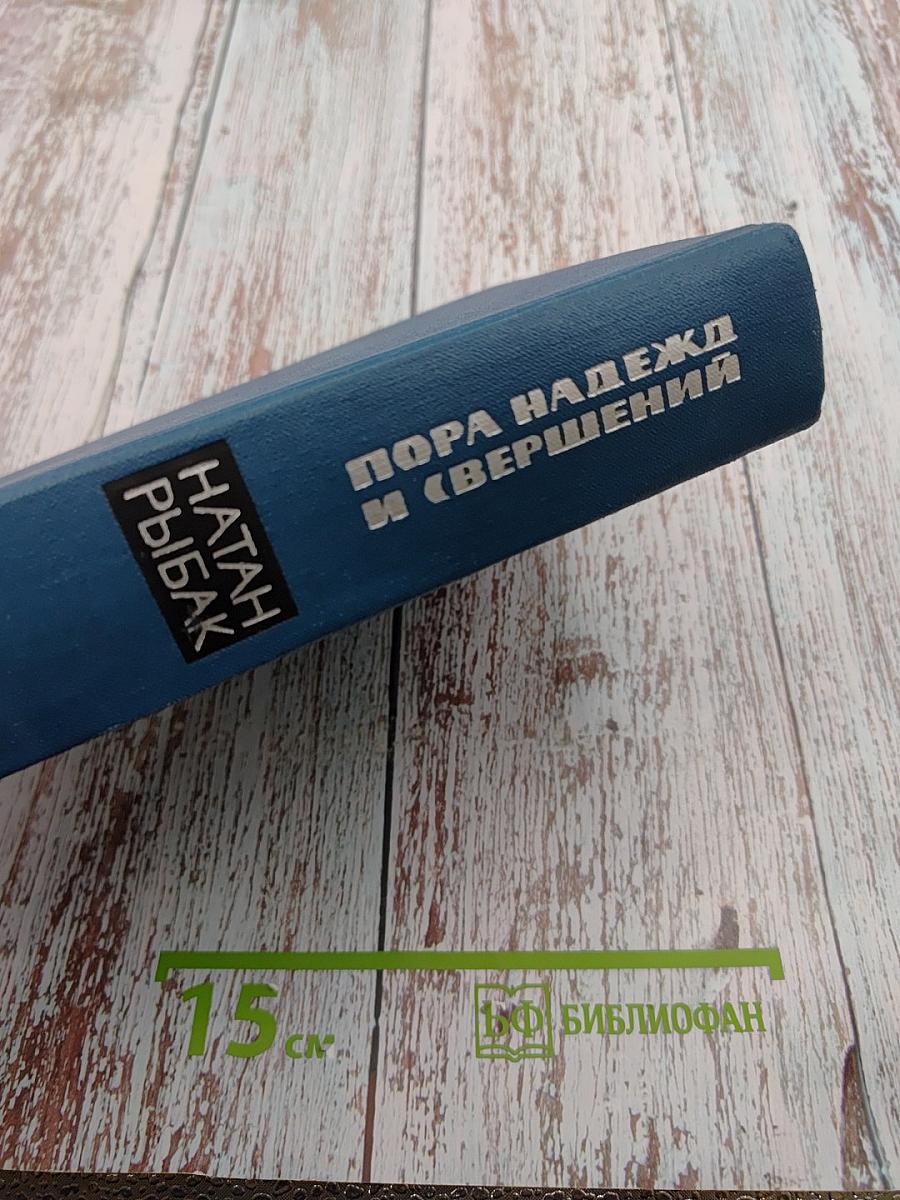 НАТАН
РЫБАК
ПОРА НАДЕЖД
И СВЕРШЕНИЙ
15 см
БФ БИБЛИОФАН